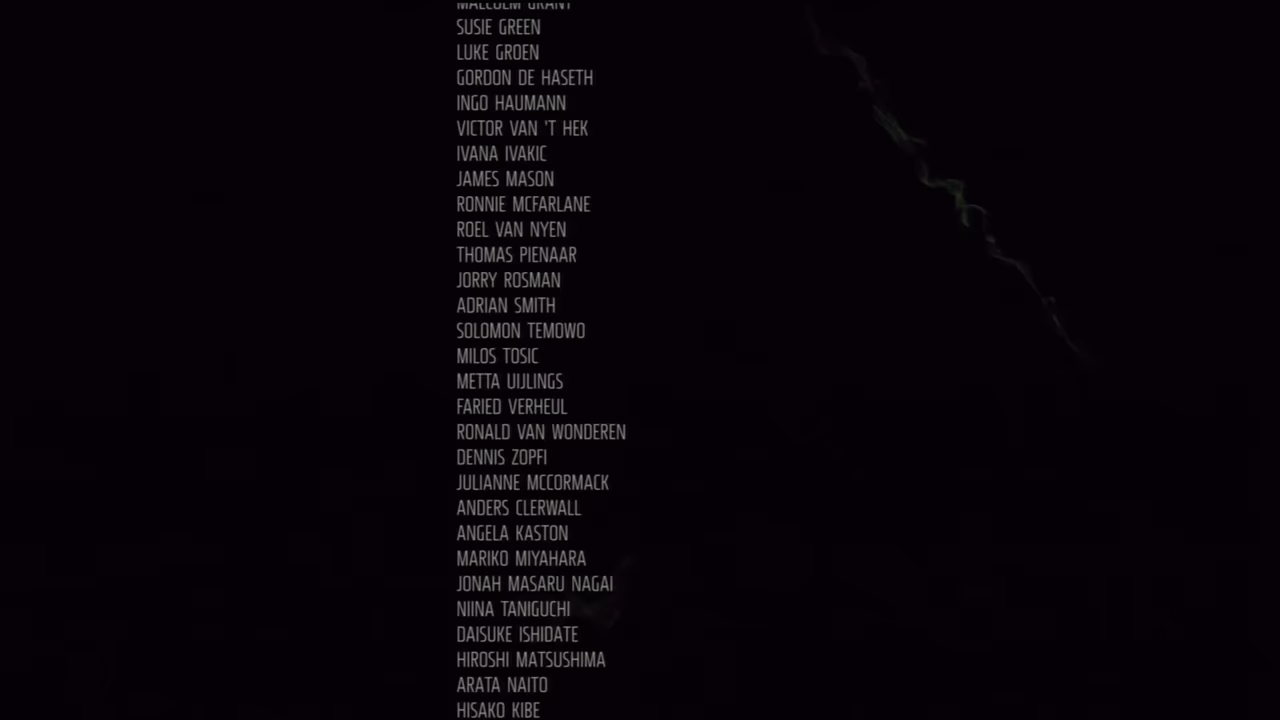 MALCOLM GRANT
SUSIE GREEN
LUKE GROEN
GORDON DE HASETH
INGO HAUMANN
VICTOR VAN 'T HEK
IVANA IVAKIC
JAMES MASON
RONNIE MCFARLANE
ROEL VAN NYEN
THOMAS PIENAAR
JORRY ROSMAN
ADRIAN SMITH
SOLOMON TEMOWO
MILOS TOSIC
METTA UIJLINGS
FARIED VERHEUL
RONALD VAN WONDEREN
DENNIS ZOPFI
JULIANNE MCCORMACK
ANDERS CLERWALL
ANGELA KASTON
MARIKO MIYAHARA
JONAH MASARU NAGAI
NIINA TANIGUCHI
DAISUKE ISHIDATE
HIROSHI MATSUSHIMA
ARATA NAITO
HISAKO KIBE